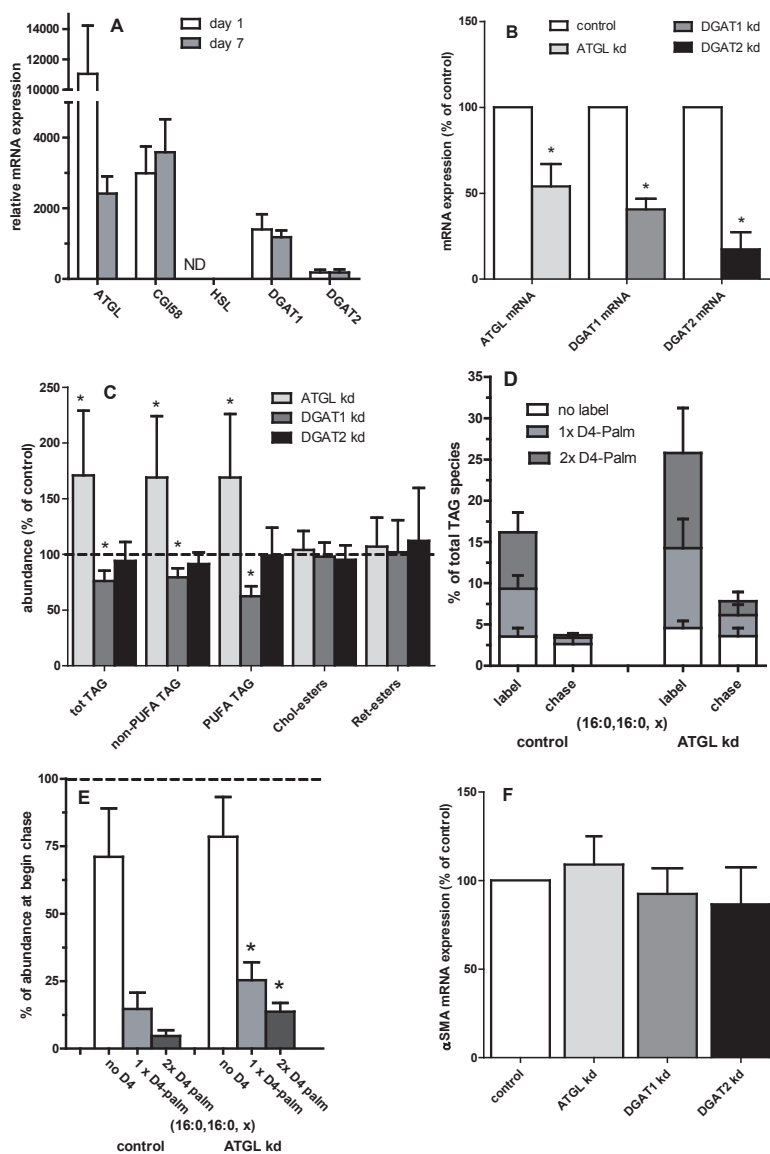 A
day 1
day 7
relative mRNA expression
14000
12000
10000
4000
2000
0
ND
ATGL
CGI58
HSL
DGAT1
DGAT2
B
control
ATGL kd
DGAT1 kd
DGAT2 kd
mRNA expression (% of control)
150
100
50
0
*
*
*
ATGL mRNA
DGAT1 mRNA
DGAT2 mRNA
C
ATGL kd
DGAT1 kd
DGAT2 kd
abundance (% of control)
250
200
150
100
50
0
*
*
*
*
*
*
tot TAG
non-PUFA TAG
PUFA TAG
Chol-esters
Ret-esters
D
no label
1x D4-Palm
2x D4-Palm
% of total TAG species
35
30
25
20
15
10
5
0
label
chase
label
chase
(16:0,16:0, x)
control
ATGL kd
E
% of abundance at begin chase
100
75
50
25
0
*
*
no D4
1 x D4-palm
2x D4 palm
no D4
1 x D4-palm
2x D4 palm
(16:0,16:0, x)
control
ATGL kd
F
αSMA mRNA expression (% of control)
150
100
50
0
control
ATGL kd
DGAT1 kd
DGAT2 kd